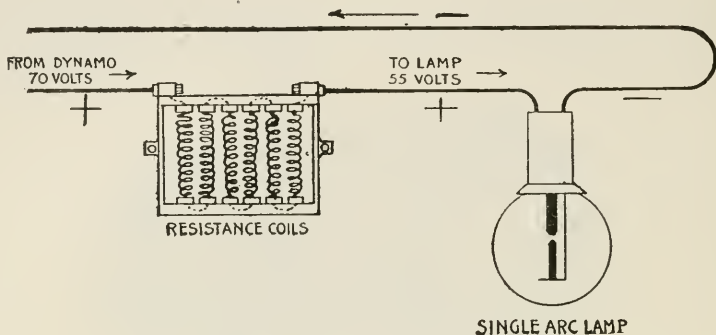 FROM DYNAMO
70 VOLTS
TO LAMP
55 VOLTS
RESISTANCE COILS
SINGLE ARC LAMP